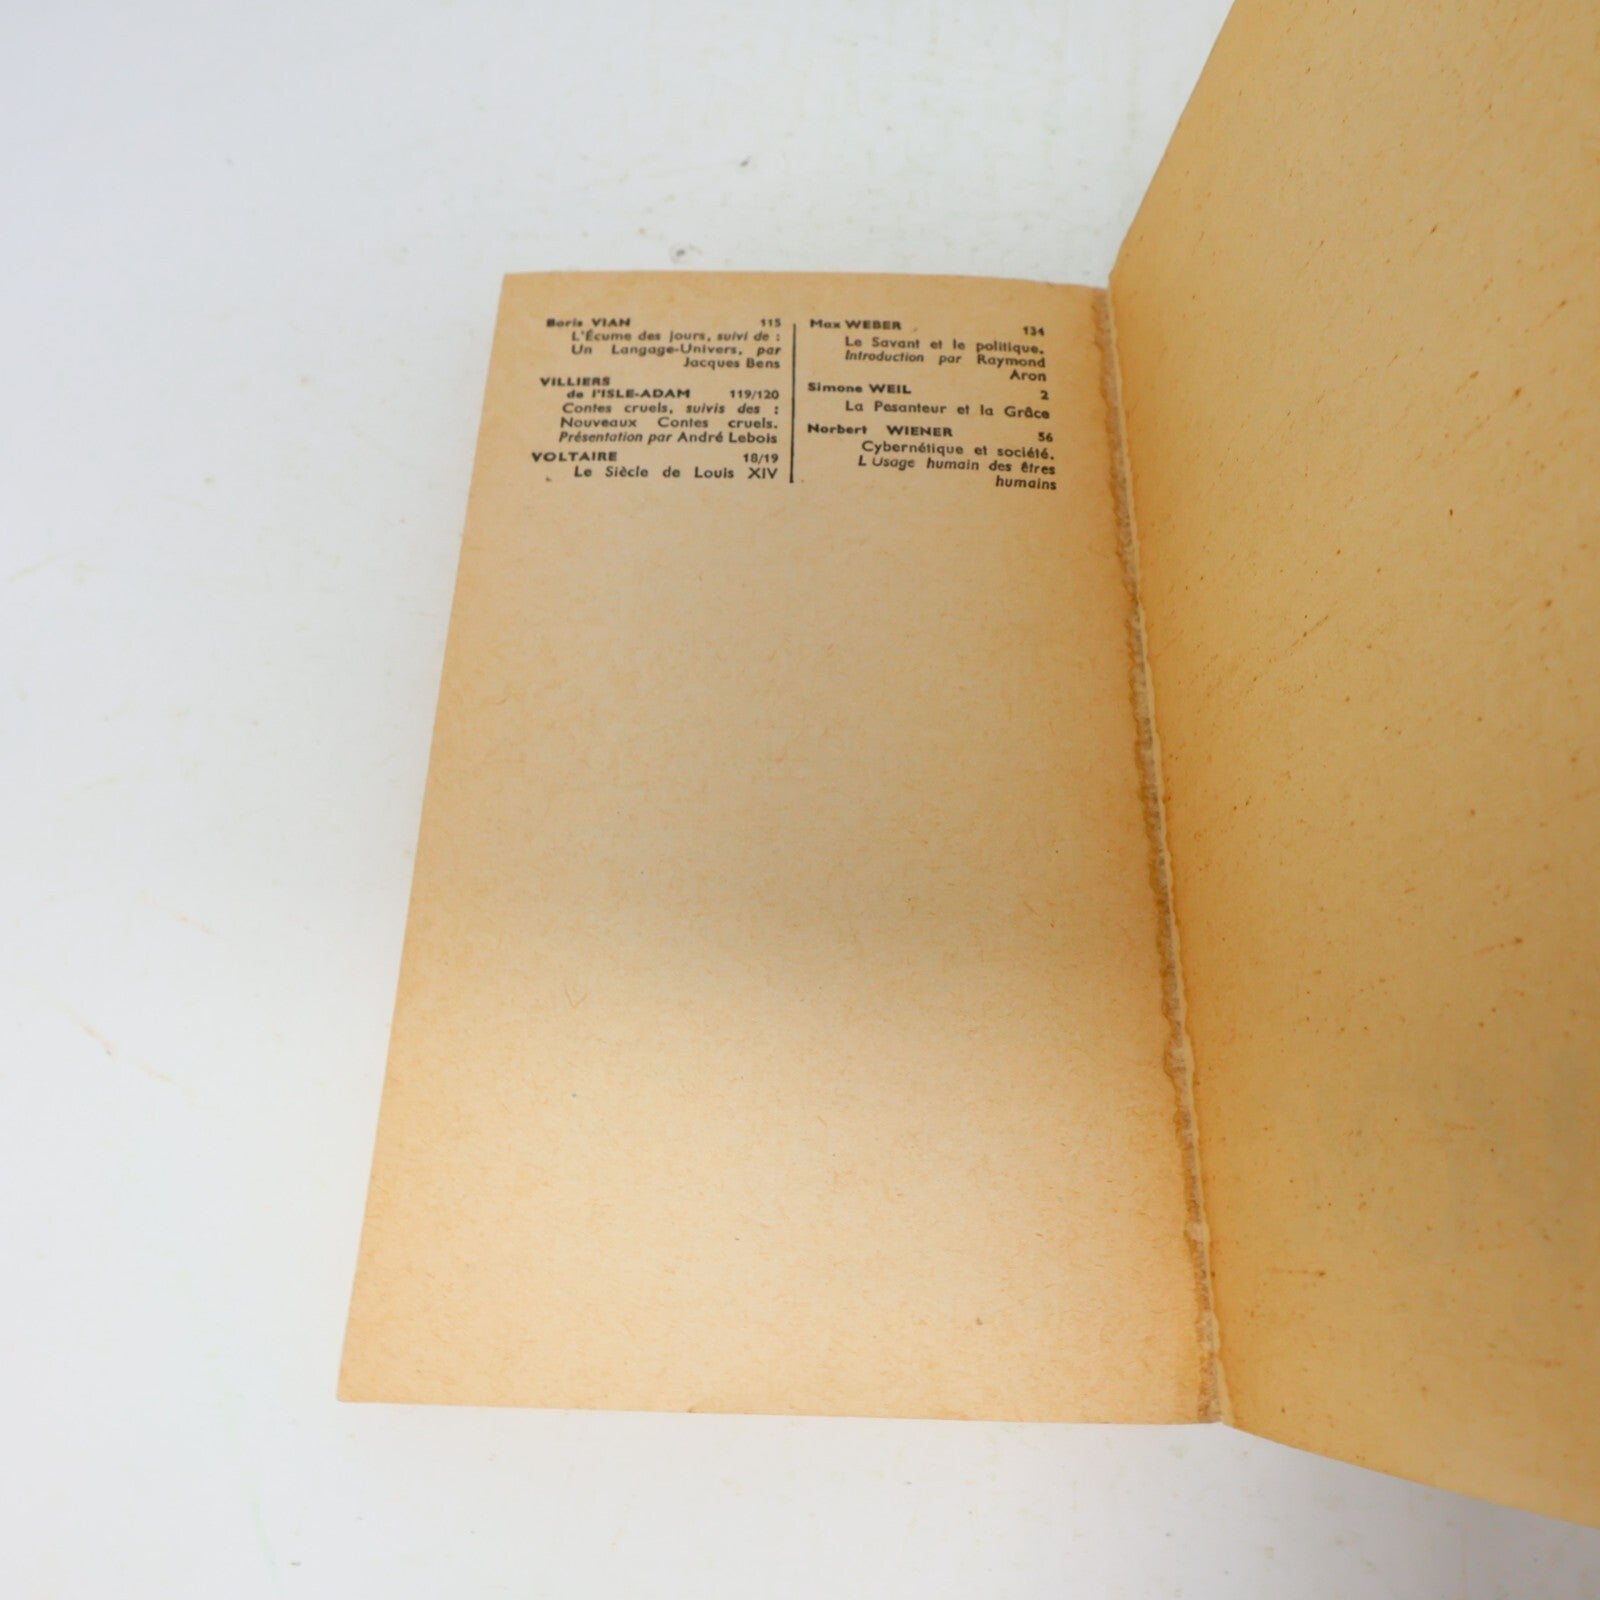 Boris VIAN 115
L'Écume des Jours, suivi de :
Un Langage-Univers, par
Jacques Bens
VILLIERS
de l'ISLE-ADAM 119/120
Contes cruels, suivis des :
Nouveaux Contes cruels.
Présentation par André Lebois
VOLTAIRE 18/19
Le Siècle de Louis XIV
Max WEBER 134
Le Savant et le politique.
Introduction par Raymond
Aron
Simone WEIL 2
La Pesanteur et la Grâce
Norbert WIENER 56
Cybernétique et société.
L'Usage humain des êtres
humains